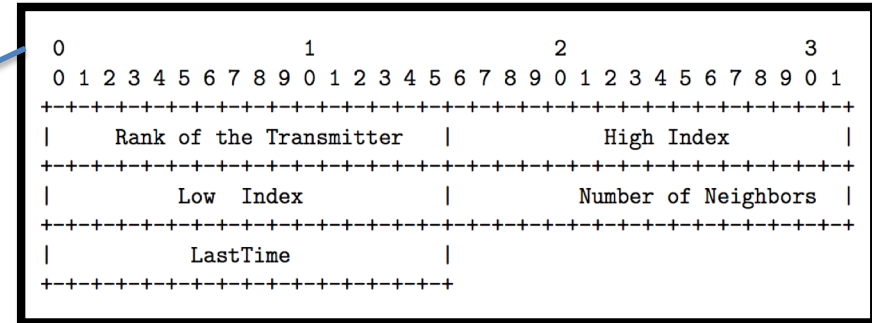 0                   1                   2                   3
0 1 2 3 4 5 6 7 8 9 0 1 2 3 4 5 6 7 8 9 0 1 2 3 4 5 6 7 8 9 0 1
+-+-+-+-+-+-+-+-+-+-+-+-+-+-+-+-+-+-+-+-+-+-+-+-+-+-+-+-+-+-+-+-+
|     Rank of the Transmitter   |            High Index         |
+-+-+-+-+-+-+-+-+-+-+-+-+-+-+-+-+-+-+-+-+-+-+-+-+-+-+-+-+-+-+-+-+
|          Low  Index           |          Number of Neighbors  |
+-+-+-+-+-+-+-+-+-+-+-+-+-+-+-+-+-+-+-+-+-+-+-+-+-+-+-+-+-+-+-+-+
|           LastTime            |
+-+-+-+-+-+-+-+-+-+-+-+-+-+-+-+-+